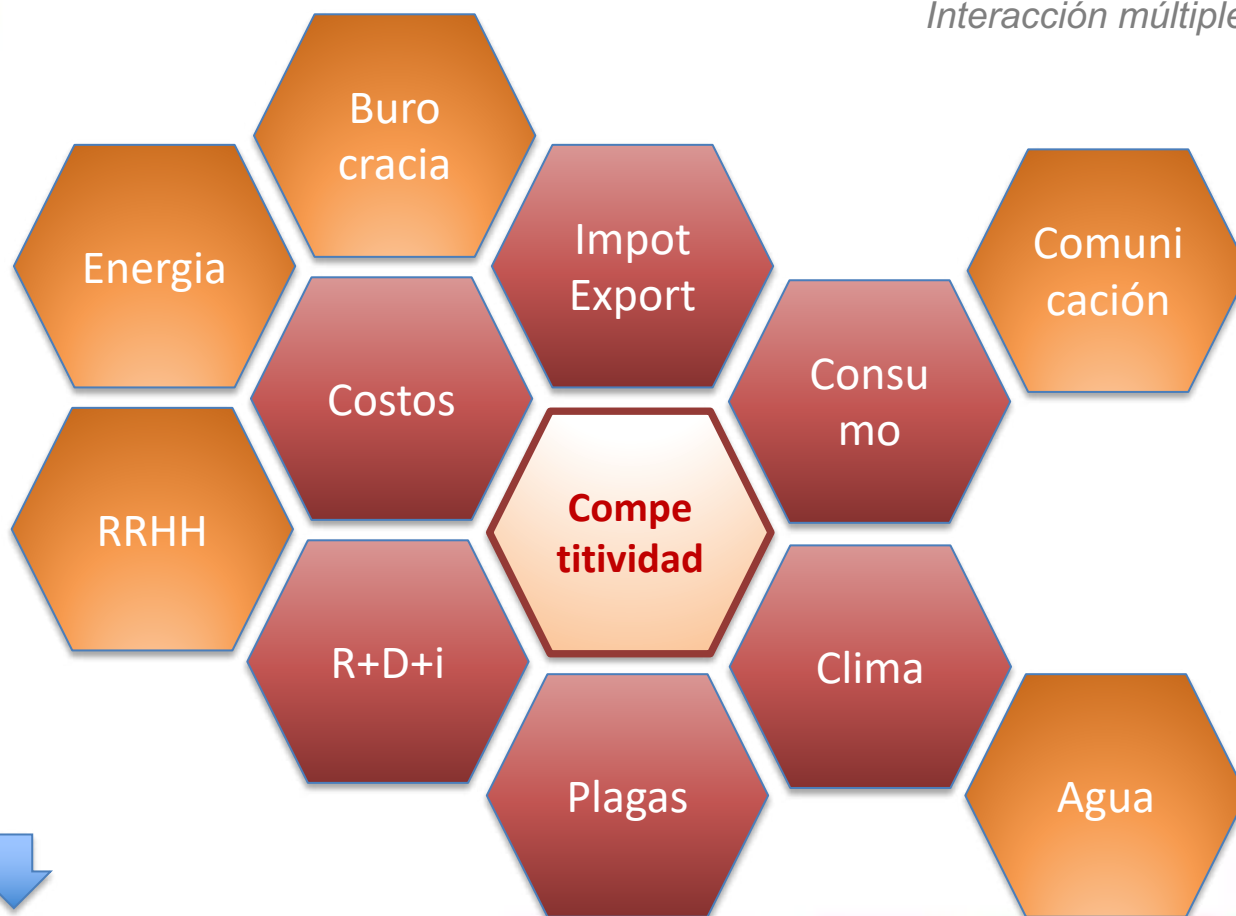 Interacción múltiple
Buro
cracia
Energia
Impot
Export
Comuni
cación
Costos
Consu
mo
RRHH
Compe
titividad
R+D+i
Clima
Plagas
Agua